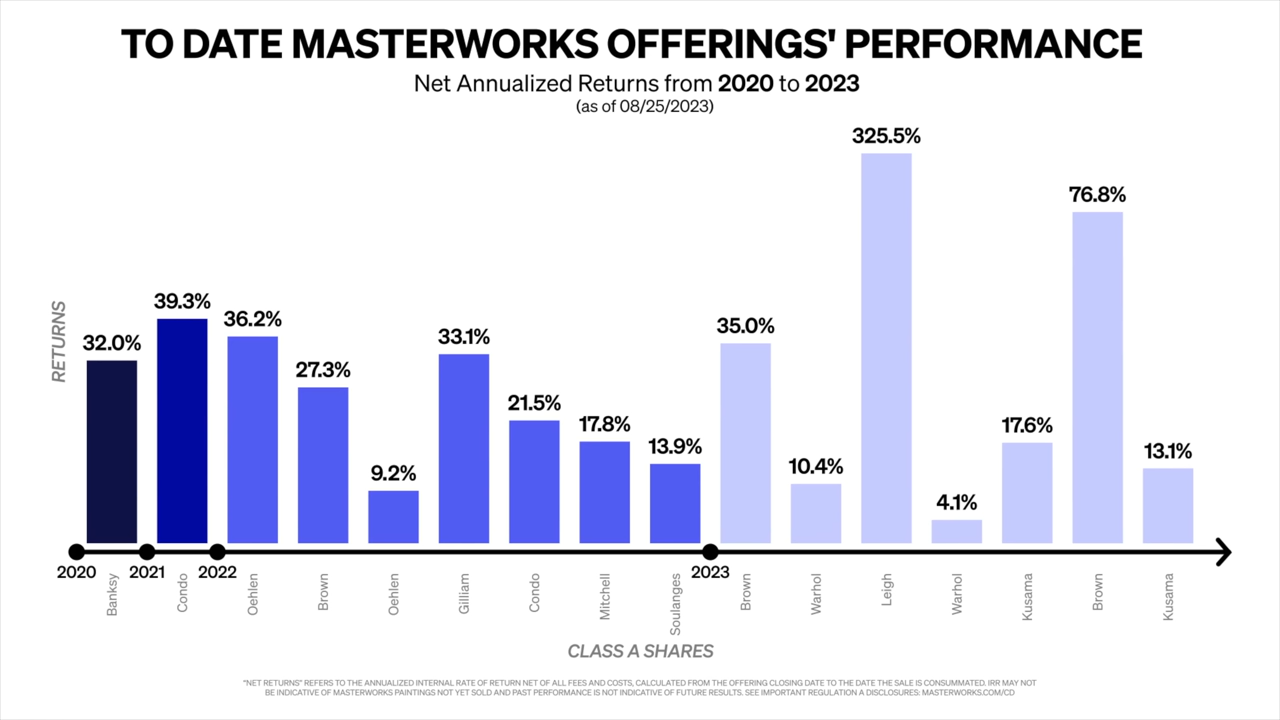 TO DATE MASTERWORKS OFFERINGS' PERFORMANCE
Net Annualized Returns from 2020 to 2023
(as of 08/25/2023)
RETURNS
32.0%
39.3%
36.2%
27.3%
9.2%
33.1%
21.5%
17.8%
13.9%
35.0%
10.4%
325.5%
4.1%
17.6%
76.8%
13.1%
2020
Banksy
2021
Condo
2022
Oehlen
Brown
Oehlen
Gilliam
Condo
Mitchell
Soulanges
2023
Brown
Warhol
Leigh
Warhol
Kusama
Brown
Kusama
CLASS A SHARES
"NET RETURNS" REFERS TO THE ANNUALIZED INTERNAL RATE OF RETURN NET OF ALL FEES AND COSTS, CALCULATED FROM THE OFFERING CLOSING DATE TO THE DATE THE SALE IS CONSUMMATED. IRR MAY NOT
BE INDICATIVE OF MASTERWORKS PAINTINGS NOT YET SOLD AND PAST PERFORMANCE IS NOT INDICATIVE OF FUTURE RESULTS. SEE IMPORTANT REGULATION A DISCLOSURES: MASTERWORKS.COM/CD